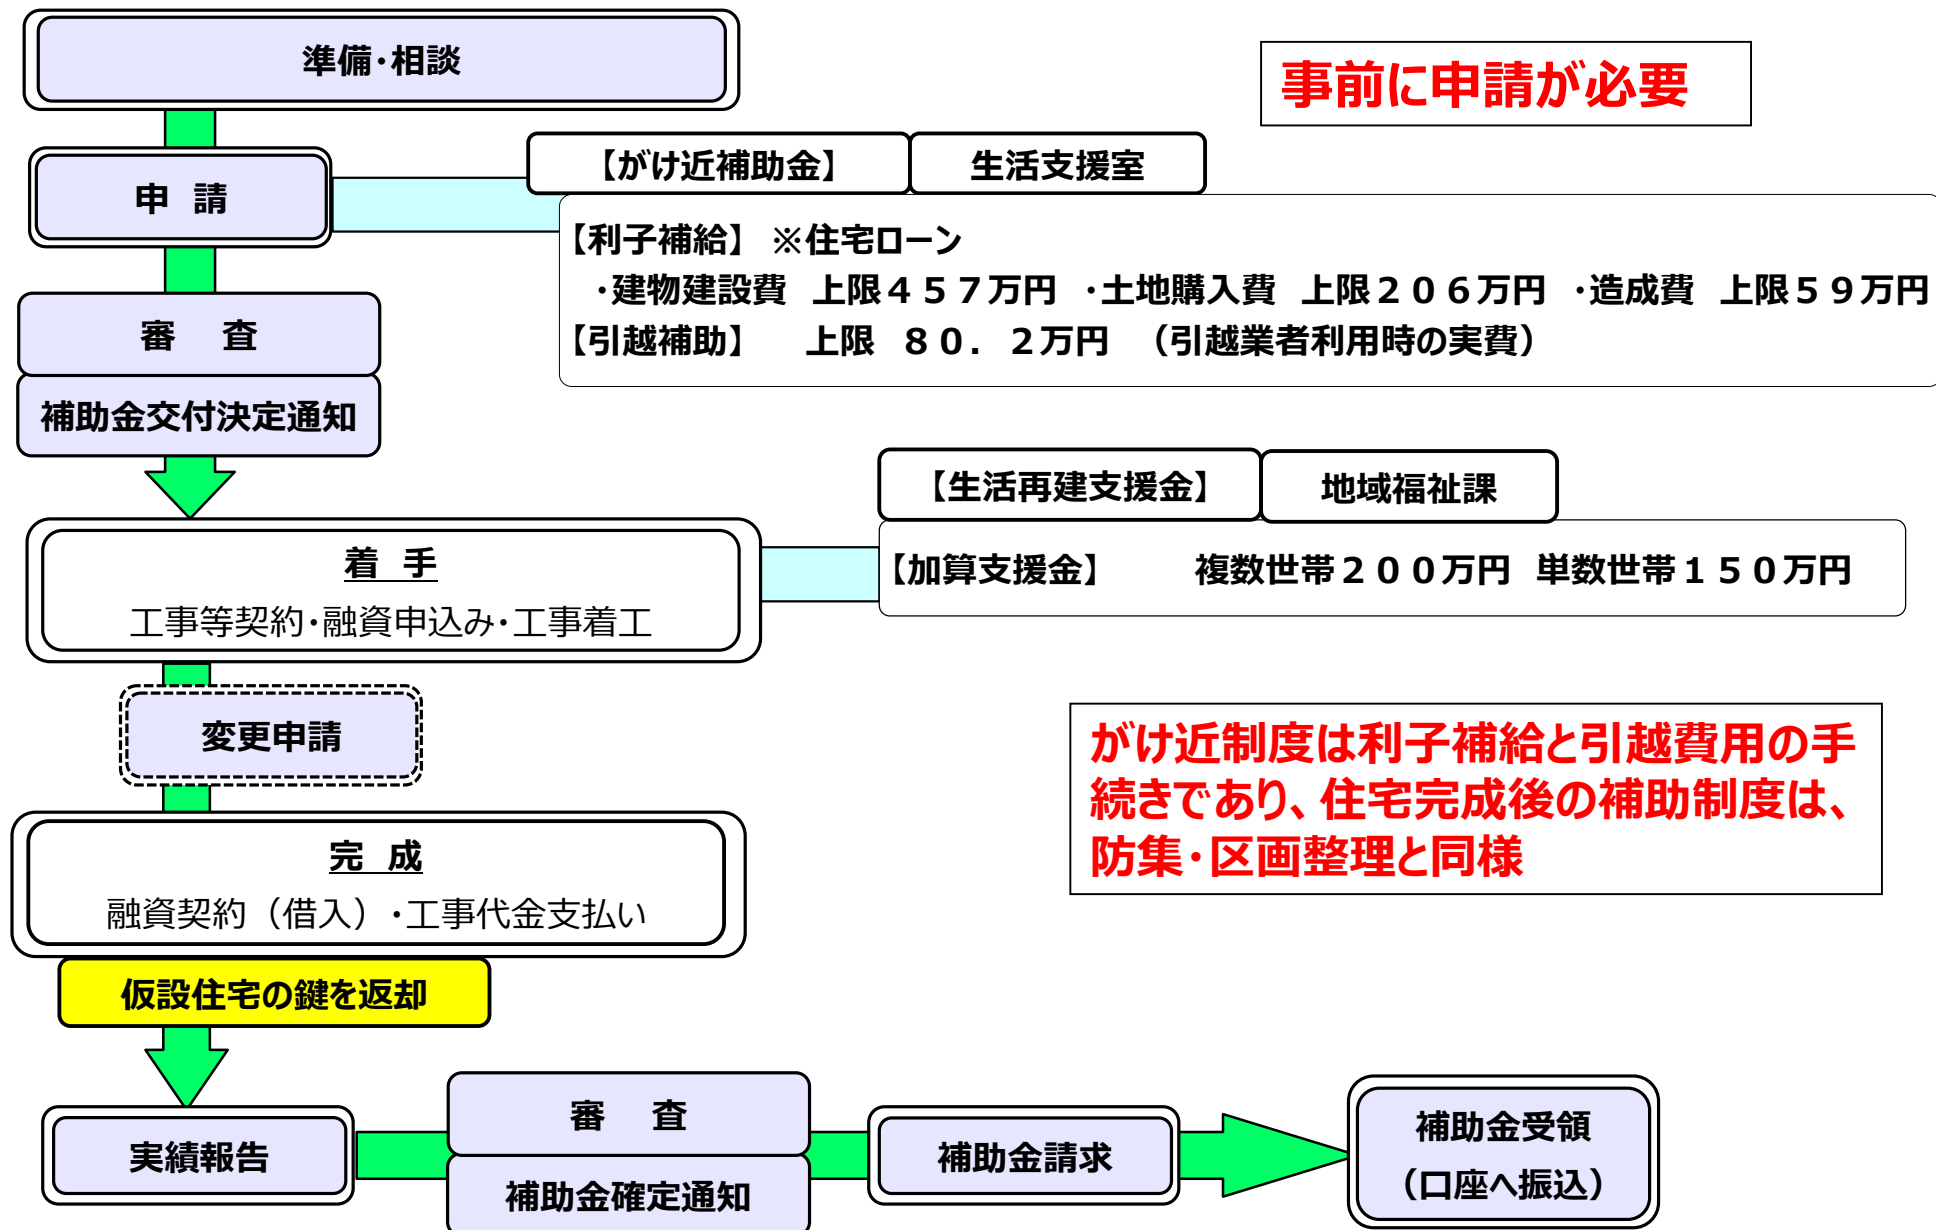 準備･相談
事前に申請が必要
【がけ近補助金】 生活支援室
申 請
【利子補給】 ※住宅ローン
･建物建設費 上限４５７万円 ･土地購入費 上限２０６万円 ･造成費 上限５９万円
【引越補助】 上限 ８０．２万円 （引越業者利用時の実費）
審 査
補助金交付決定通知
【生活再建支援金】 地域福祉課
【加算支援金】 複数世帯２００万円 単数世帯１５０万円
着 手
工事等契約･融資申込み･工事着工
変更申請
がけ近制度は利子補給と引越費用の手
続きであり、住宅完成後の補助制度は、
防集･区画整理と同様
完 成
融資契約（借入）･工事代金支払い
仮設住宅の鍵を返却
実績報告
審 査
補助金確定通知
補助金請求
補助金受領
（口座へ振込）